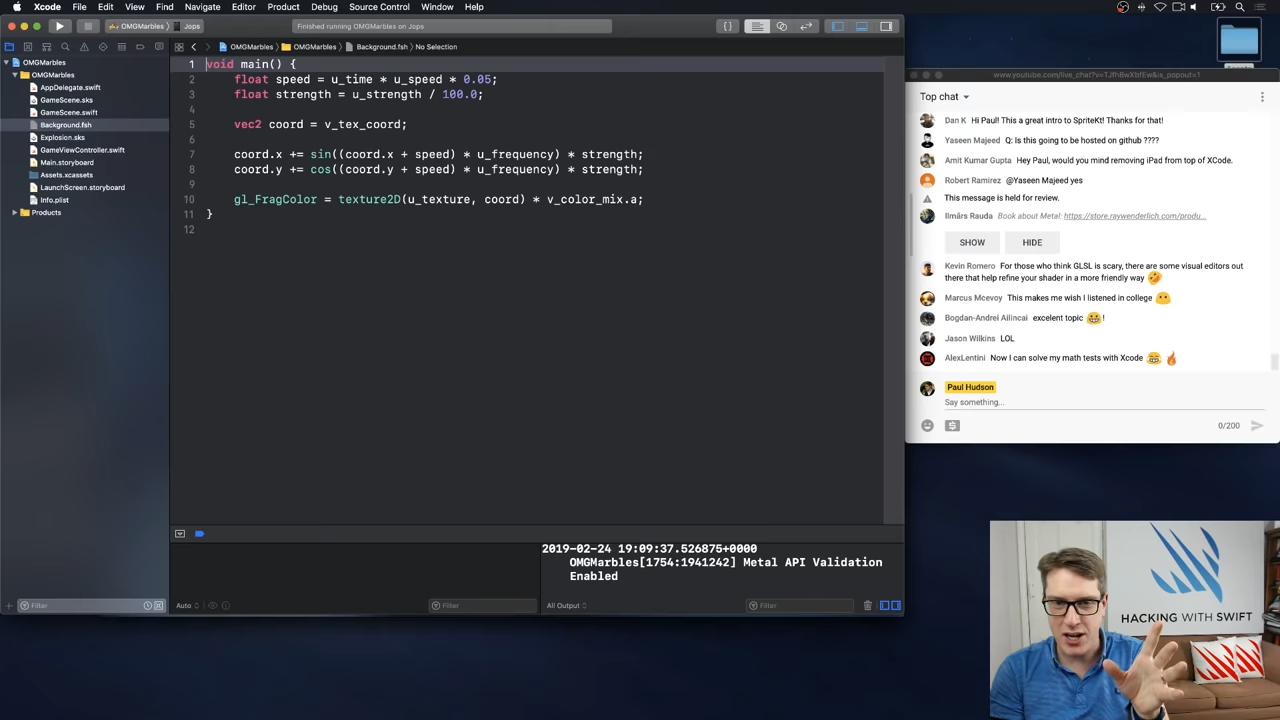 Xcode File Edit View Find Navigate Editor Product Debug Source Control Window Help
OMGMarbles Jops Finished running OMGMarbles on Jops
OMGMarbles OMGMarbles Background.fsh No Selection
OMGMarbles
OMGMarbles
AppDelegate.swift
GameScene.sks
GameScene.swift
Background.fsh
Explosion.sks
GameViewController.swift
Main.storyboard
Assets.xcassets
LaunchScreen.storyboard
Info.plist
Products
Filter
1 void main() {
2 float speed = u_time * u_speed * 0.05;
3 float strength = u_strength / 100.0;
4
5 vec2 coord = v_tex_coord;
6
7 coord.x += sin((coord.x + speed) * u_frequency) * strength;
8 coord.y += cos((coord.y + speed) * u_frequency) * strength;
9
10 gl_FragColor = texture2D(u_texture, coord) * v_color_mix.a;
11 }
12
2019-02-24 19:09:37.526875+0000
OMGMarbles[1754:1941242] Metal API Validation
Enabled
Auto Filter All Output Filter
www.youtube.com/live_chat?v=TJfhBwXbfEw&is_popout=1
Top chat
Dan K Hi Paul! This a great intro to SpriteKt! Thanks for that!
Yaseen Majeed Q: Is this going to be hosted on github ????
Amit Kumar Gupta Hey Paul, would you mind removing iPad from top of XCode.
Robert Ramirez @Yaseen Majeed yes
This message is held for review.
Ilmārs Rauda Book about Metal: https://store.raywenderlich.com/produ...
SHOW HIDE
Kevin Romero For those who think GLSL is scary, there are some visual editors out
there that help refine your shader in a more friendly way 🤣
Marcus Mcevoy This makes me wish I listened in college 😶
Bogdan-Andrei Ailincai excelent topic 😁 !
Jason Wilkins LOL
AlexLentini Now I can solve my math tests with Xcode 😂 🔥
Paul Hudson
Say something...
0/200
HACKING WITH SWIFT